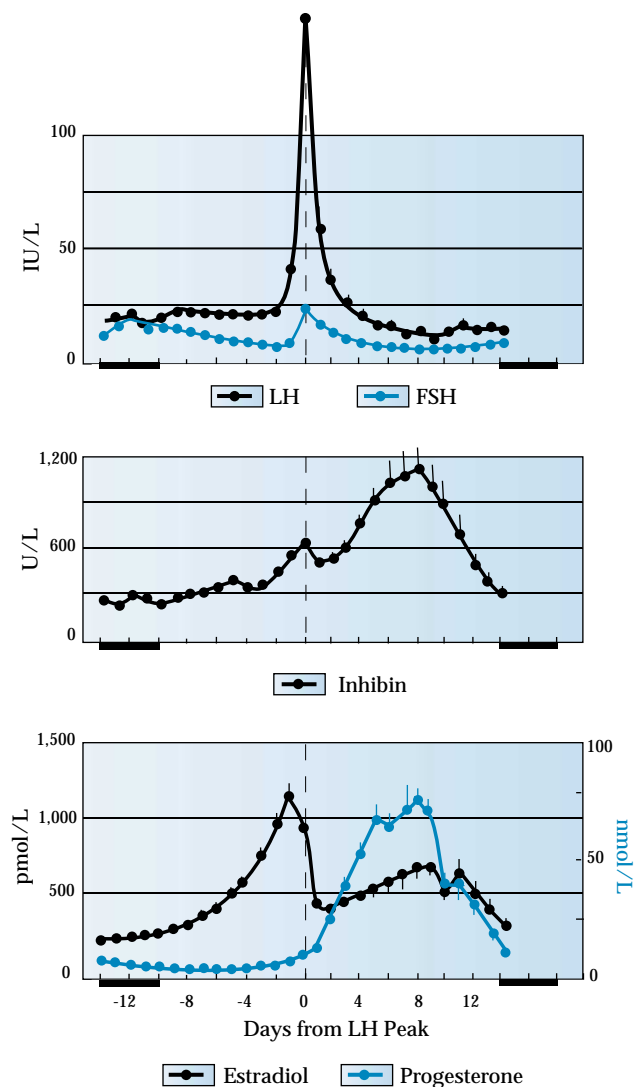 100
IU/L
50
0
LH FSH
1,200
U/L
600
0
Inhibin
1,500 100
1,000
pmol/L nmol/L
500 50
0 0
-12 -8 -4 0 4 8 12
Days from LH Peak
Estradiol Progesterone